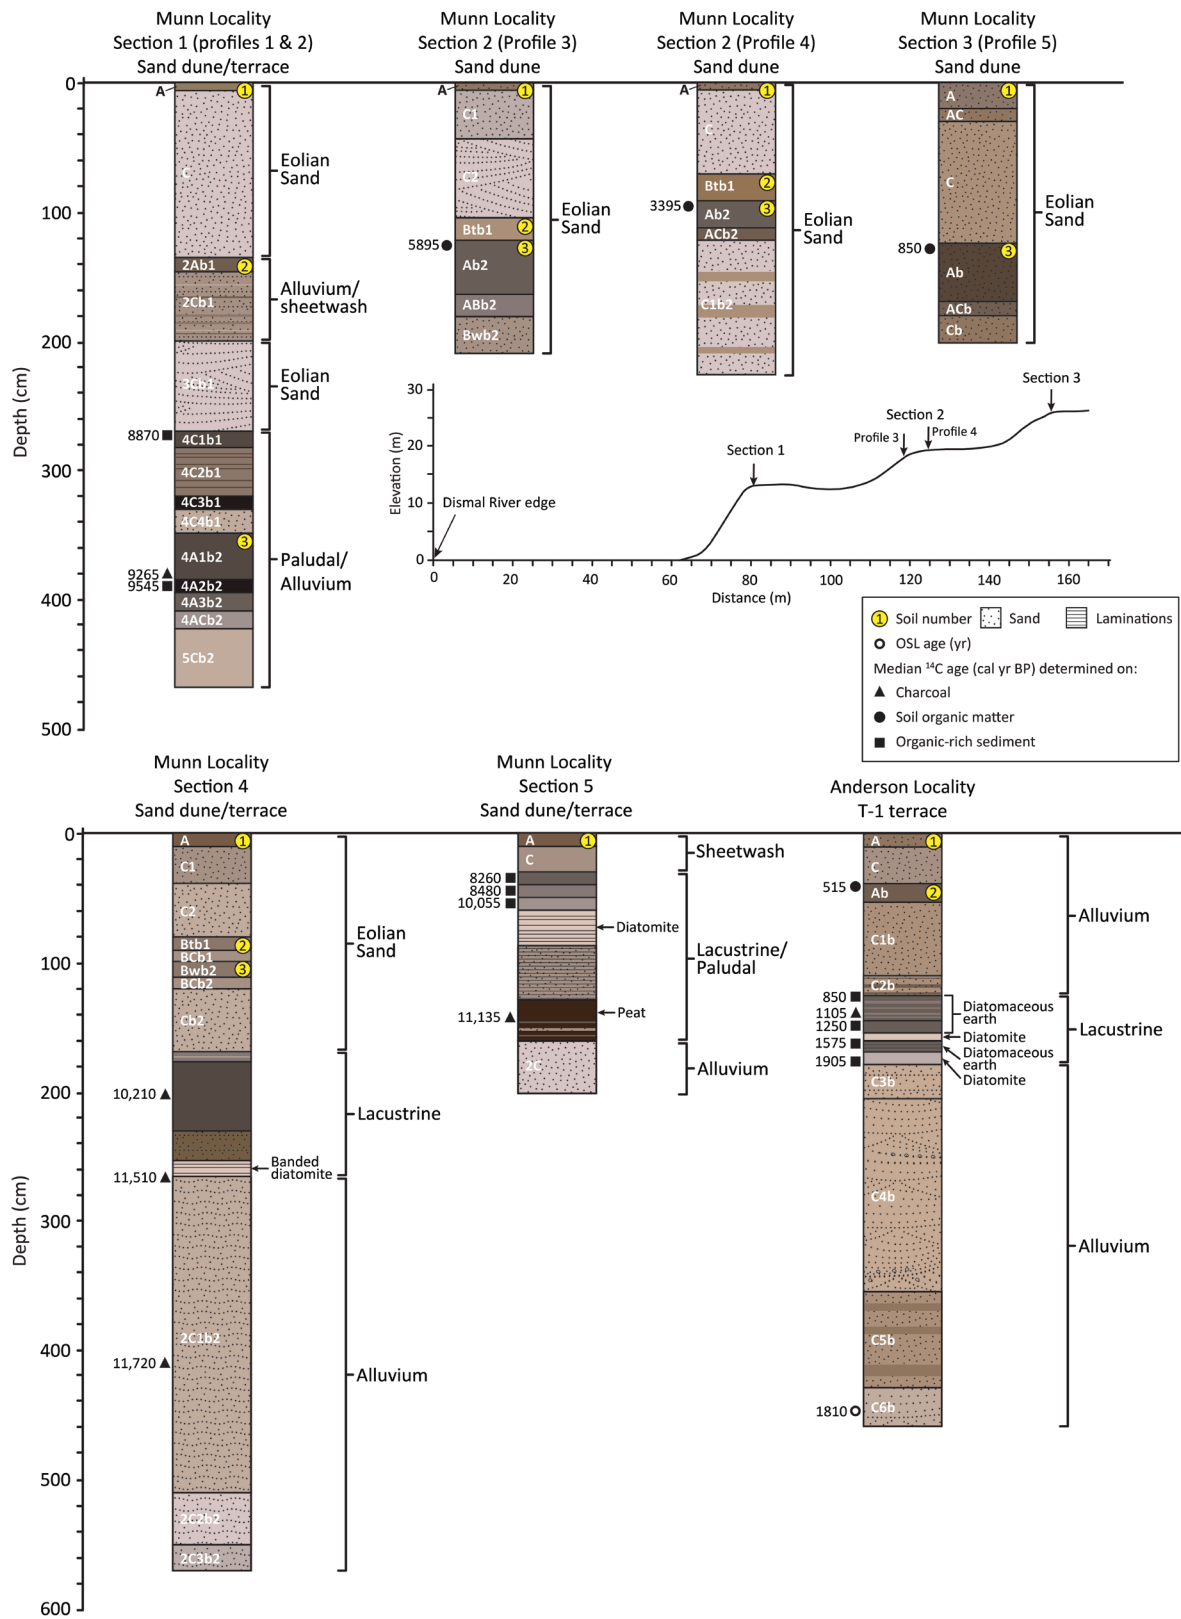 Munn Locality
Section 1 (profiles 1 & 2)
Sand dune/terrace
Munn Locality
Section 2 (Profile 3)
Sand dune
Munn Locality
Section 2 (Profile 4)
Sand dune
Munn Locality
Section 3 (Profile 5)
Sand dune
Depth (cm)
0
100
200
300
400
500
A
1
C
2Ab1
2
2Cb1
3Cb1
4C1b1
4C2b1
4C3b1
4C4b1
3
4A1b2
4A2b2
4A3b2
4ACb2
5Cb2
8870
9265
9545
Eolian
Sand
Alluvium/
sheetwash
Eolian
Sand
Paludal/
Alluvium
A
1
C1
C2
Btb1
2
5895
3
Ab2
ABb2
Bwb2
Eolian
Sand
A
1
C
Btb1
2
3395
Ab2
3
ACb2
C1b2
Eolian
Sand
1
A
AC
C
850
3
Ab
ACb
Cb
Eolian
Sand
Elevation (m)
30
20
10
0
Dismal River edge
Section 1
Section 2
Profile 3
Profile 4
Section 3
0
20
40
60
80
100
120
140
160
Distance (m)
1 Soil number
Sand
Laminations
OSL age (yr)
Median 14C age (cal yr BP) determined on:
Charcoal
Soil organic matter
Organic-rich sediment
Munn Locality
Section 4
Sand dune/terrace
Munn Locality
Section 5
Sand dune/terrace
Anderson Locality
T-1 terrace
Depth (cm)
0
100
200
300
400
500
600
A
1
C1
C2
Btb1
2
BCb1
Bwb2
3
BCb2
Cb2
10,210
11,510
11,720
Banded
diatomite
2C1b2
2C2b2
2C3b2
Eolian
Sand
Lacustrine
Alluvium
A
1
C
8260
8480
10,055
11,135
Diatomite
Peat
2C
Sheetwash
Lacustrine/
Paludal
Alluvium
A
1
C
515
Ab
2
C1b
C2b
850
1105
1250
1575
1905
Diatomaceous
earth
Diatomite
Diatomaceous
earth
Diatomite
C3b
C4b
C5b
1810
C6b
Alluvium
Lacustrine
Alluvium